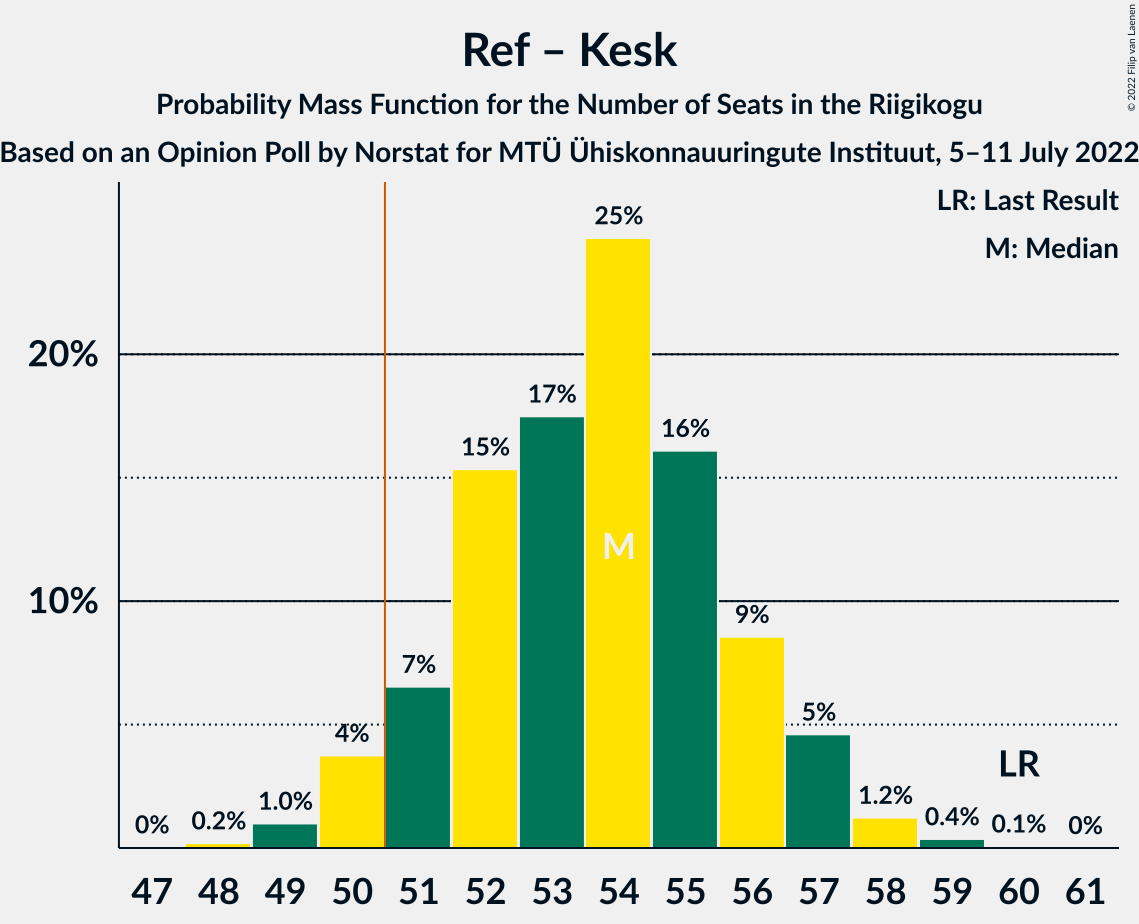 Ref – Kesk
Probability Mass Function for the Number of Seats in the Riigikogu
Based on an Opinion Poll by Norstat for MTÜ Ühiskonnauuringute Instituut, 5–11 July 2022
© 2022 Filip van Laenen
LR: Last Result
M: Median
20%
10%
0%
0.2%
1.0%
4%
7%
15%
17%
25%
16%
9%
5%
1.2%
0.4%
0.1%
0%
M
LR
47 48 49 50 51 52 53 54 55 56 57 58 59 60 61